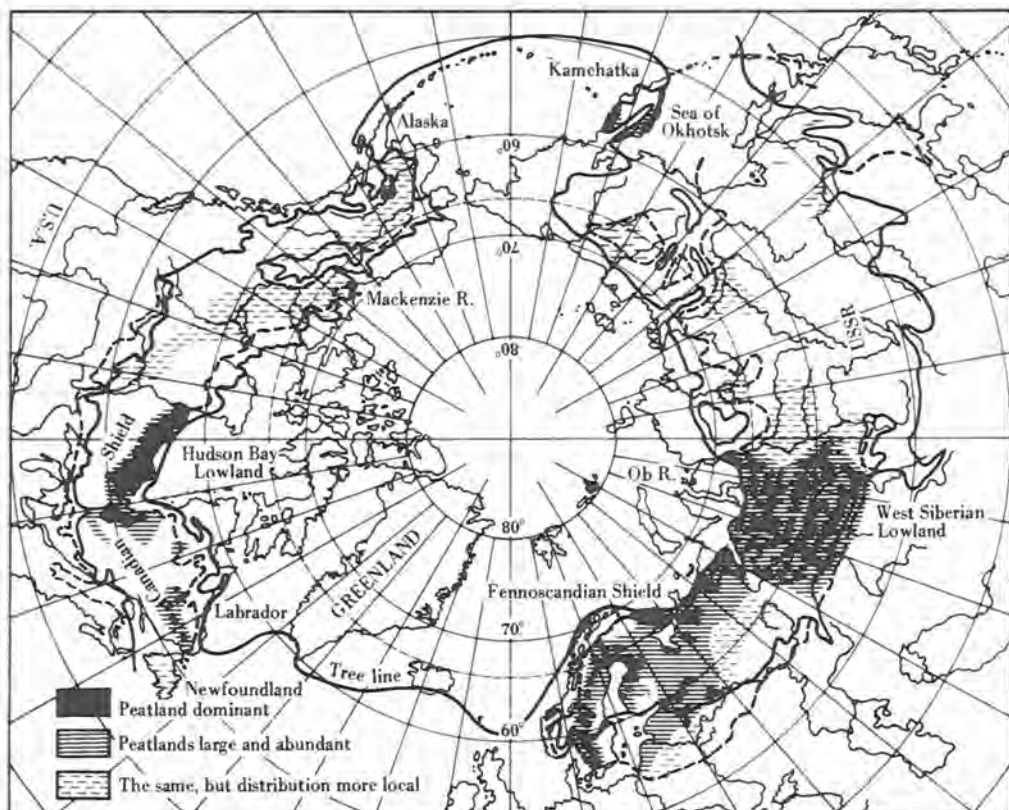 Kamchatka
Sea of
Okhotsk
Alaska
60°
U.S.A.
70°
Mackenzie R.
80°
USSR
Shield
Hudson Bay
Lowland
Ob R.
West Siberian
Lowland
80°
GREENLAND
Canadian
Fennoscandian Shield
Labrador
70°
Tree line
Newfoundland
60°
Peatland dominant
Peatlands large and abundant
The same, but distribution more local